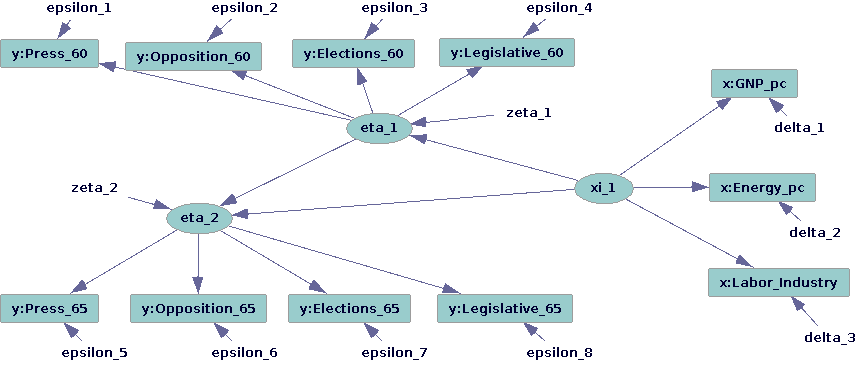 epsilon_1
epsilon_2
epsilon_3
epsilon_4
y:Press_60
y:Opposition_60
y:Elections_60
y:Legislative_60
x:GNP_pc
zeta_1
eta_1
delta_1
zeta_2
xi_1
x:Energy_pc
eta_2
delta_2
x:Labor_Industry
y:Press_65
y:Opposition_65
y:Elections_65
y:Legislative_65
delta_3
epsilon_5
epsilon_6
epsilon_7
epsilon_8